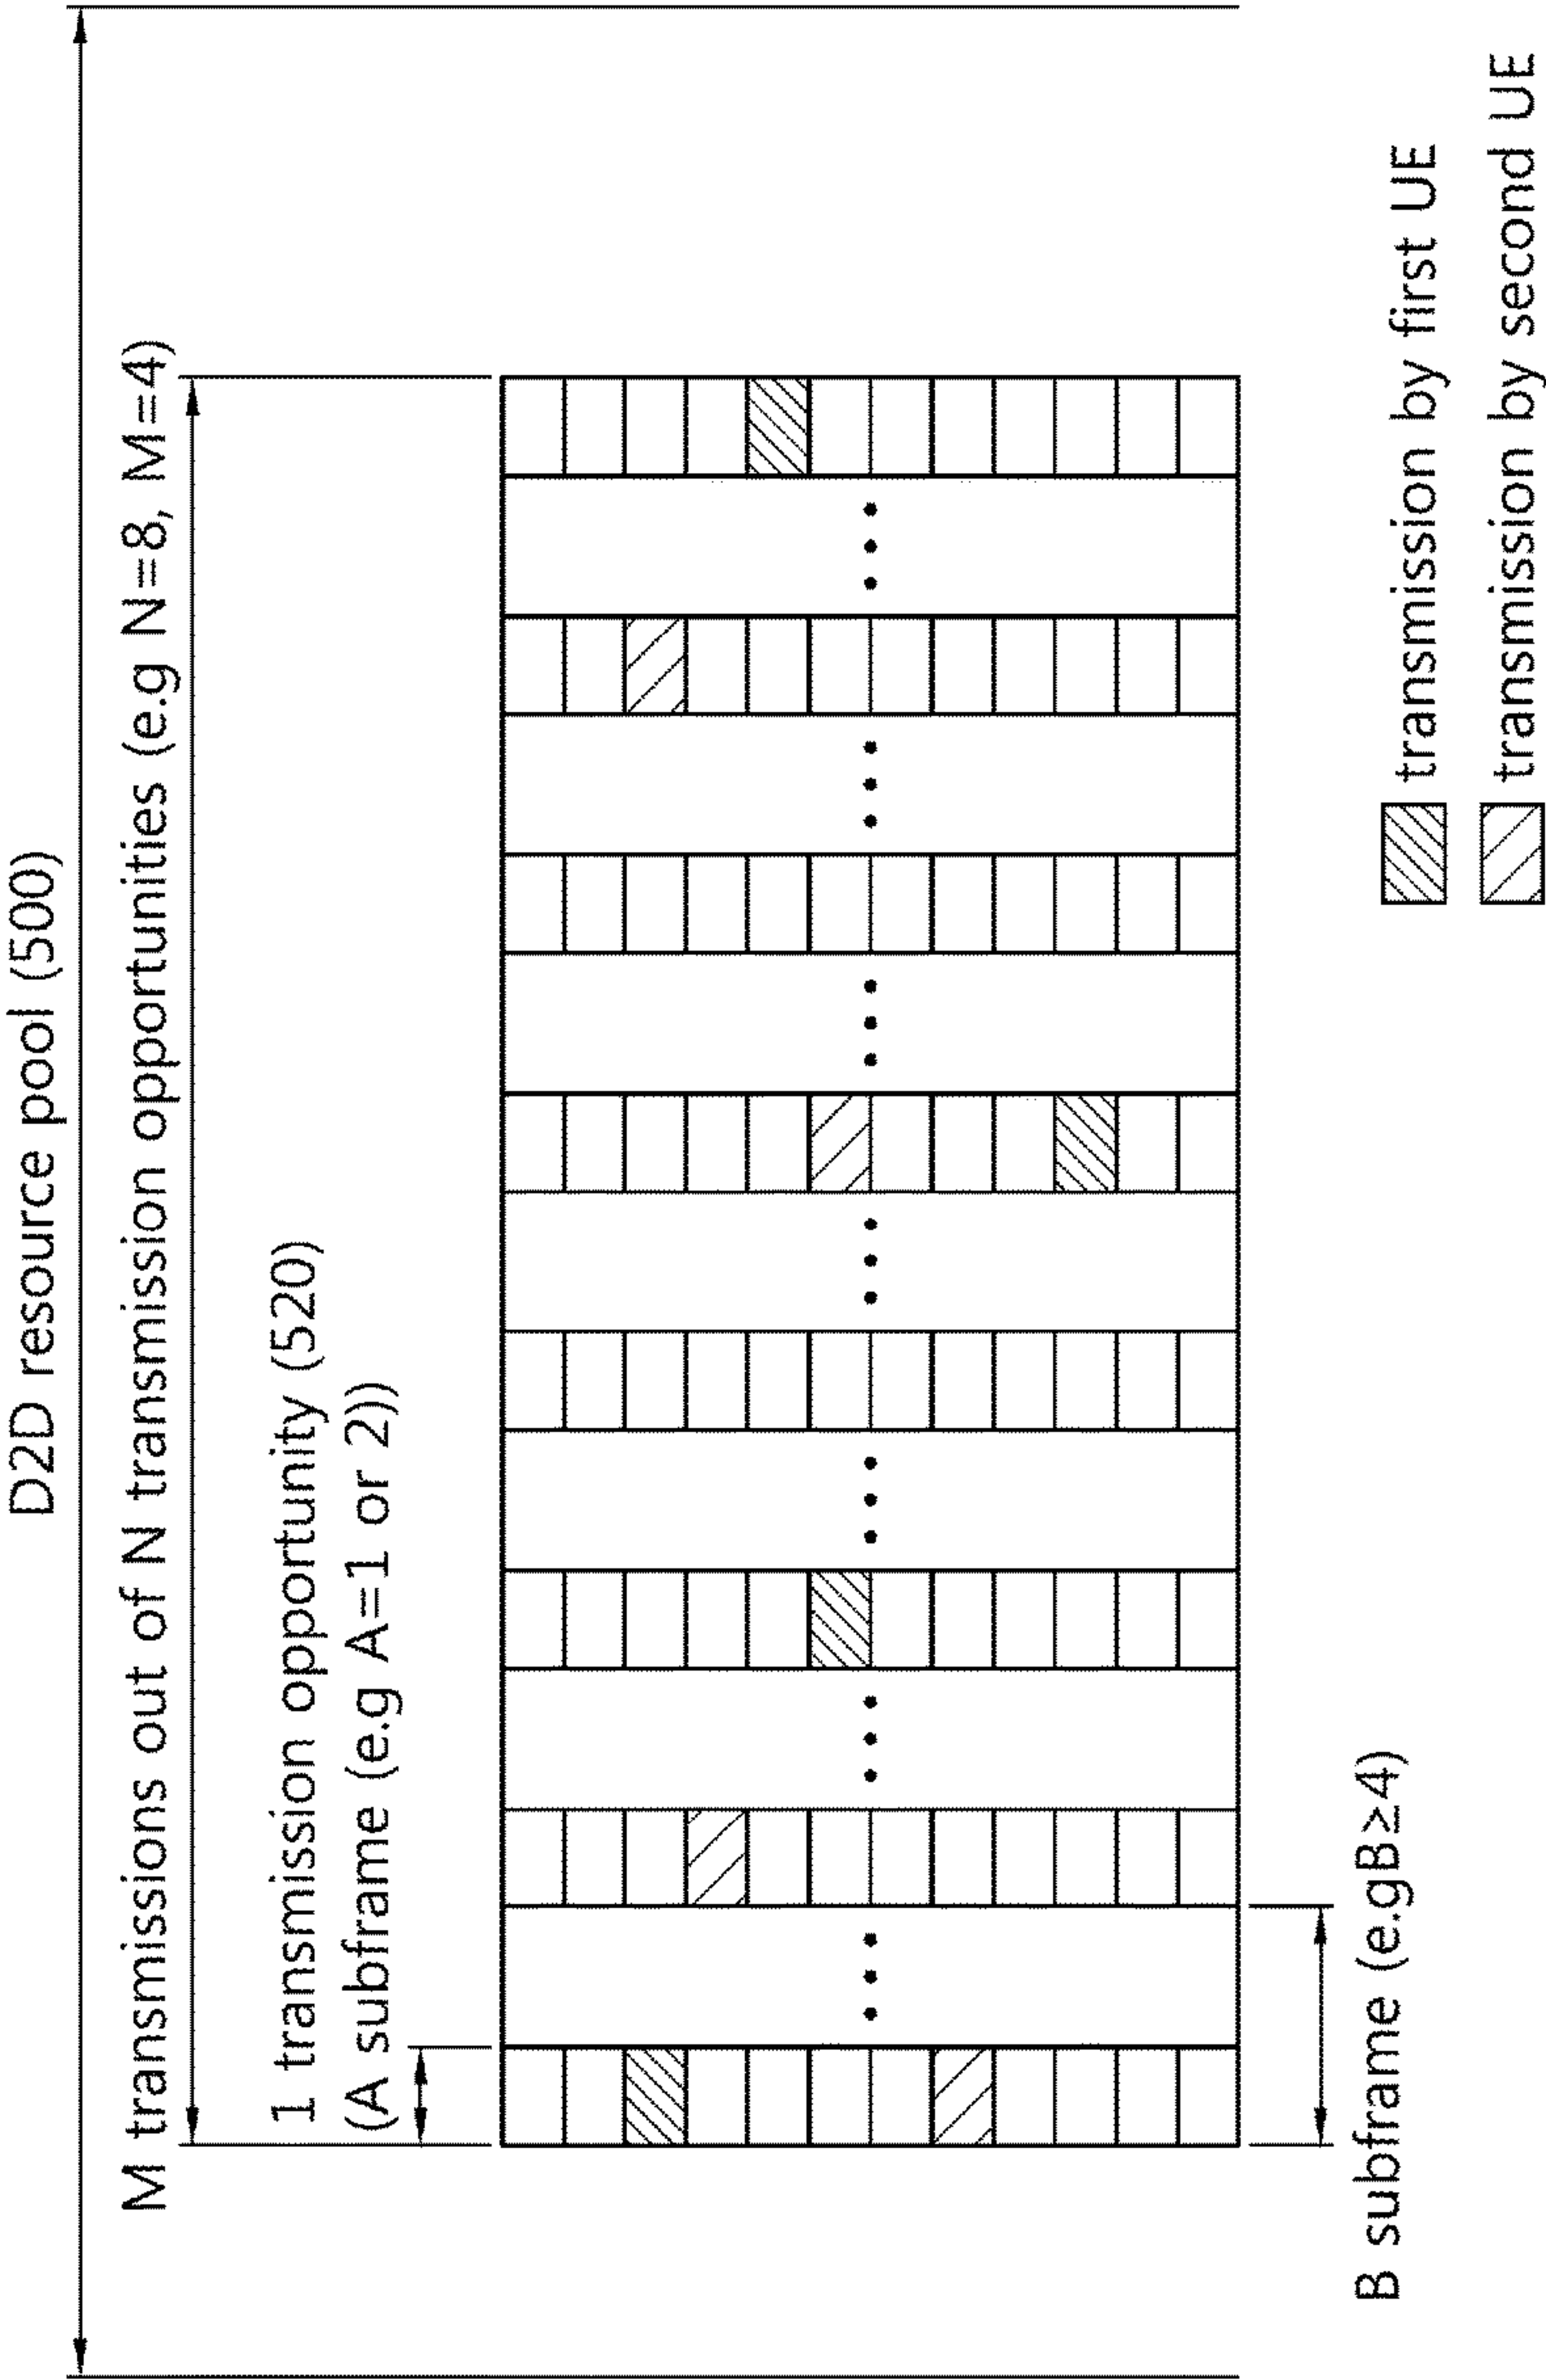 D2D resource pool (500)
M transmissions out of N transmission opportunities (e.g N=8, M=4)
1 transmission opportunity (520)
(A subframe (e.g A=1 or 2))
B subframe (e.gB≥4)
transmission by first UE
transmission by second UE